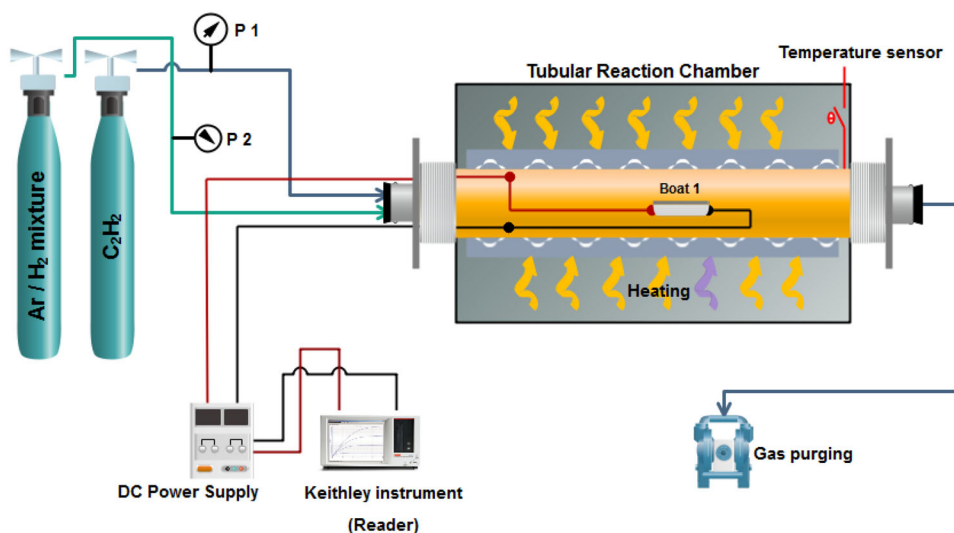 P 1
Temperature sensor
Tubular Reaction Chamber
θ
P 2
Boat 1
Ar / H₂ mixture
C₂H₂
Heating
Gas purging
DC Power Supply
Keithley instrument
(Reader)